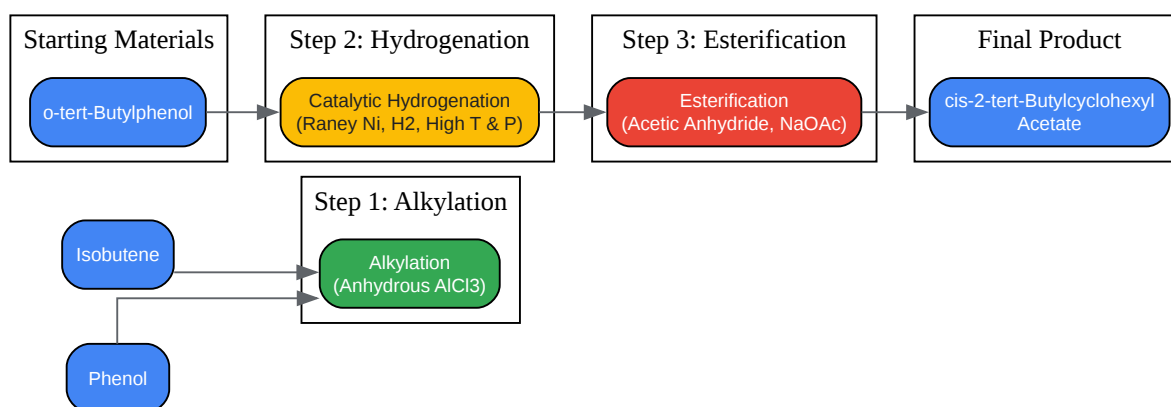 Starting Materials
o-tert-Butylphenol
Step 2: Hydrogenation
Catalytic Hydrogenation
(Raney Ni, H2, High T & P)
Step 3: Esterification
Esterification
(Acetic Anhydride, NaOAc)
Final Product
cis-2-tert-Butylcyclohexyl
Acetate
Step 1: Alkylation
Isobutene
Alkylation
(Anhydrous AlCl3)
Phenol